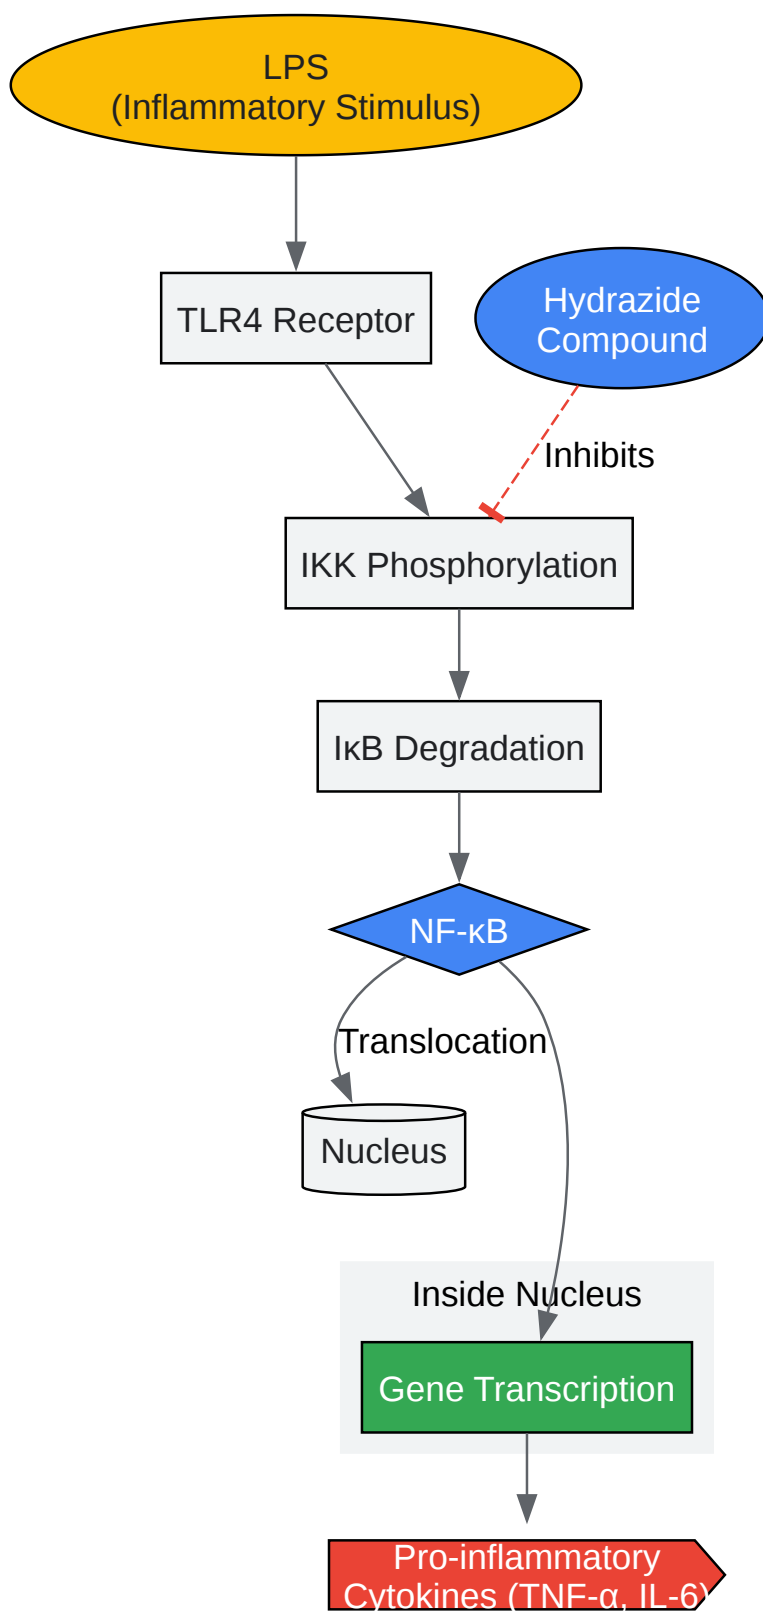 LPS
(Inflammatory Stimulus)
TLR4 Receptor
Hydrazide
Compound
Inhibits
IKK Phosphorylation
IκB Degradation
NF-κB
Translocation
Nucleus
Inside Nucleus
Gene Transcription
Pro-inflammatory
Cytokines (TNF-α, IL-6)